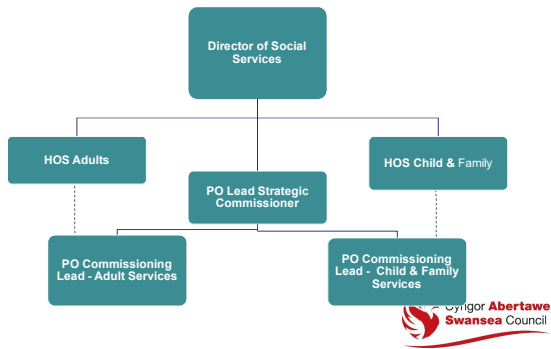 Director of Social
Services
HOS Adults
HOS Child & Family
PO Lead Strategic
Commissioner
PO Commissioning
Lead - Adult Services
PO Commissioning
Lead - Child & Family
Services
Cyngor Abertawe
Swansea Council